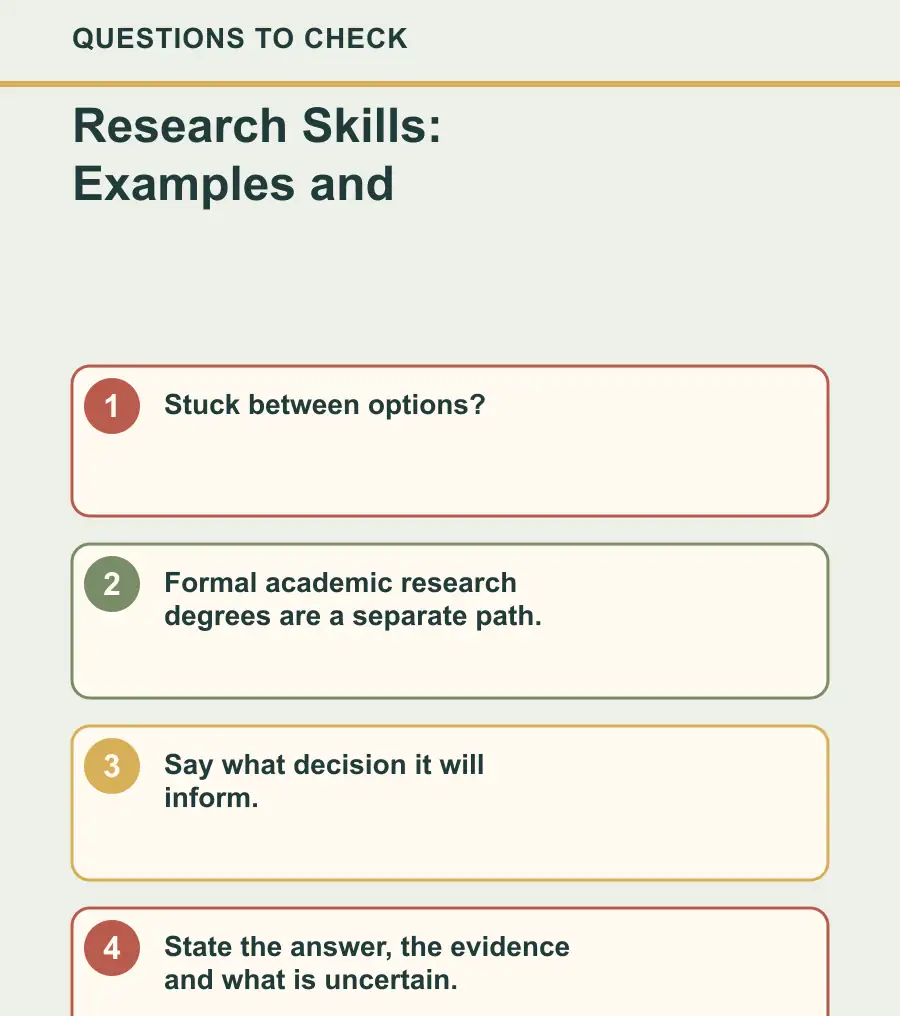 QUESTIONS TO CHECK
Research Skills:
Examples and
1
Stuck between options?
2
Formal academic research
degrees are a separate path.
3
Say what decision it will
inform.
4
State the answer, the evidence
and what is uncertain.